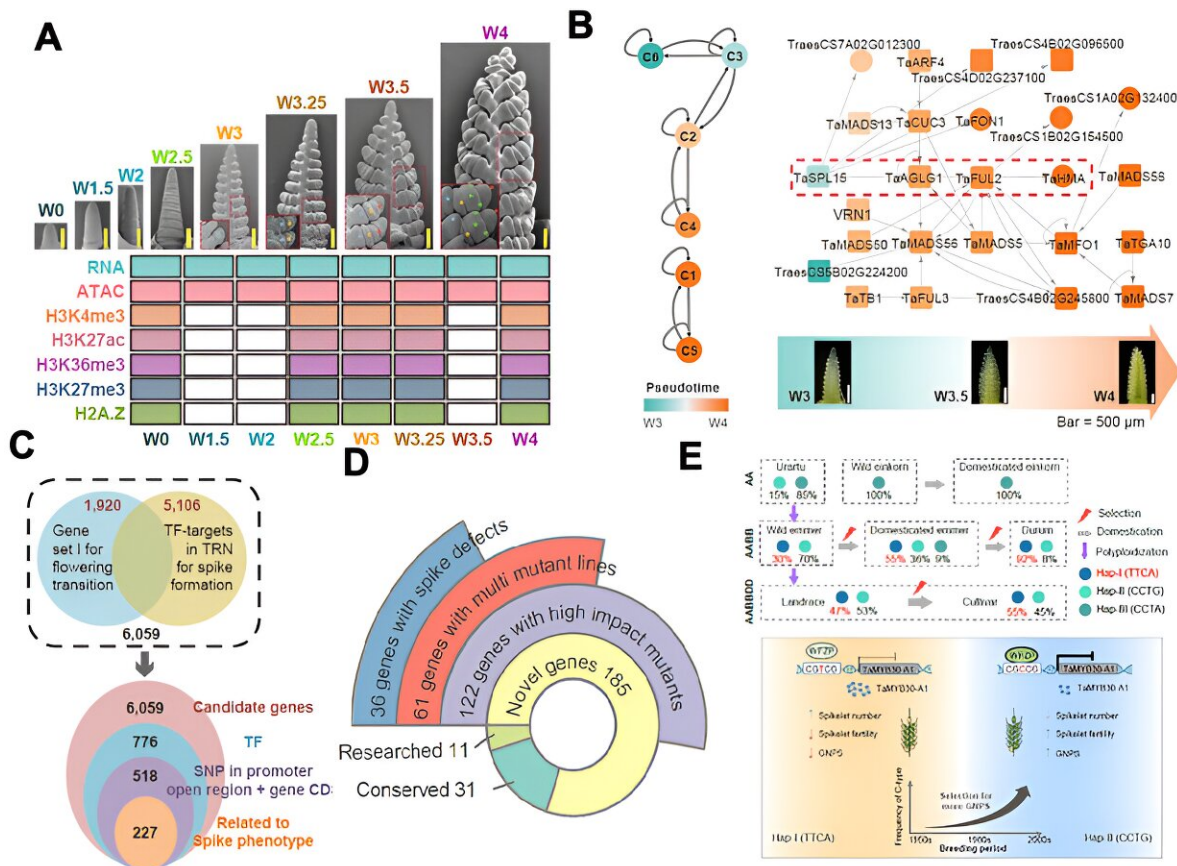 A
W0
W1.5
W2
W2.5
W3
W3.25
W3.5
W4
RNA
ATAC
H3K4me3
H3K27ac
H3K36me3
H3K27me3
H2A.Z
W0 W1.5 W2 W2.5 W3 W3.25 W3.5 W4
B
C0 C3
C2
C4
C1
C5
Pseudotime
W3 W4
TraesCS7A02G012300
TaARF4
TraesCS4B02G096500
TraesCS4D02G237100
TraesCS1A02G132400
TaMADS13 TaCUC3 TaFON1
TraesCS1B02G154500
TaSPL15 TaAGLG1 TaFUL2 TaHMA TaMADS56
VRN1
TaMADS5 TaMFO1 TaTGA10
TraesCS5B02G224200
TaTB1 TaFUL3 TraesCS4B02G245800 TaMADS7
W3 W3.5 W4
Bar = 500 µm
C
1,920 5,106
Gene set I for flowering transition
TF-targets in TRN for spike formation
6,059
6,059 Candidate genes
776 TF
518 SNP in promoter
open region + gene CD
227 Related to
Spike phenotype
D
36 genes with spike defects
61 genes with multi mutant lines
122 genes with high impact mutants
Novel genes 185
Researched 11
Conserved 31
E
AA
Urartu Wild einkorn Domesticated einkorn
15% 85% 100% 100%
AABB
Wild emmer Domesticated emmer Durum
70% 55% 36% 9% 92% 8%
AABBDD
Landrace Cultivar
47% 53% 55% 45%
Selection
Domestication
Polyploidization
Hap-I (TTCA)
Hap-II (CCTG)
Hap-III (CCTA)
CGTCG TaMYB30-A1
TaMYB30-A1
Spikelet number
Spikelet fertility
GNPS
CGCCG TaMYB30-A1
TaMYB30-A1
Spikelet number
Spikelet fertility
GNPS
Frequency of C-type
Selection for
more GNPS
1900s 2000s
Breeding period
Hap-I (TTCA)
Hap-II (CCTG)